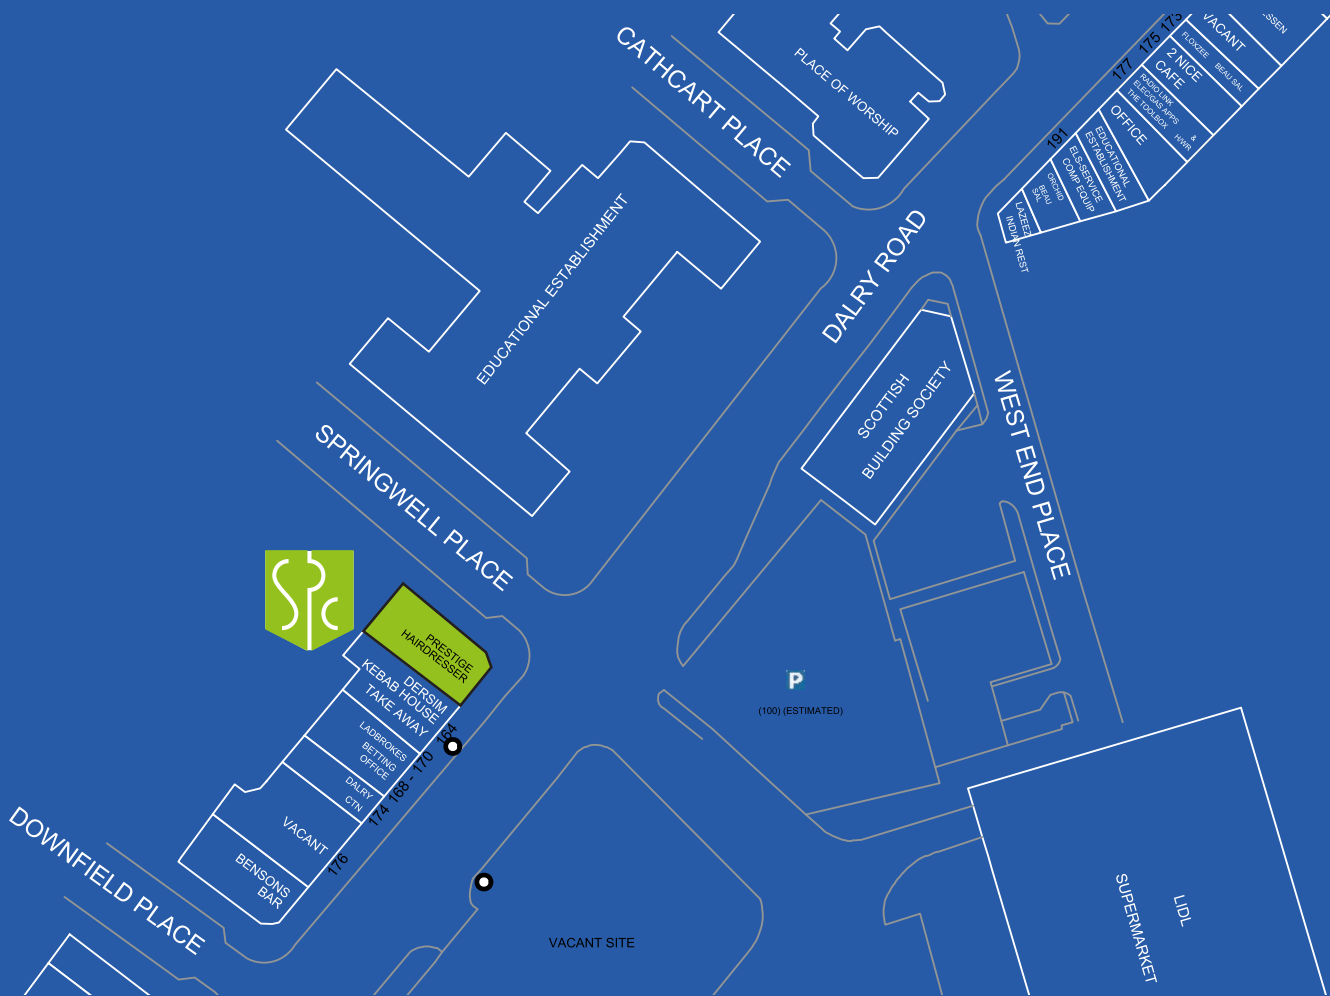 CATHCART PLACE
PLACE OF WORSHIP
173
175
177
191
VACANT
FLOXZEE
BEAU SAL
2 NICE
CAFE
RADIO LINK
ELEC/GAS APPS
THE TOOLBOX
&
H/WR
OFFICE
EDUCATIONAL
ESTABLISHMENT
ELS-SERVICE
COMP EQUIP
ORCHID
BEAU
SAL
LAZEEZ
INDIAN REST
EDUCATIONAL ESTABLISHMENT
DALRY ROAD
SCOTTISH
BUILDING SOCIETY
WEST END PLACE
SPRINGWELL PLACE
SPC
PRESTIGE
HAIRDRESSER
DERSIM
KEBAB HOUSE
TAKE AWAY
164
LADBROKES
BETTING
OFFICE
168 - 170
DALRY
CTN
174
VACANT
176
BENSONS
BAR
DOWNFIELD PLACE
P
(100) (ESTIMATED)
VACANT SITE
LIDL
SUPERMARKET